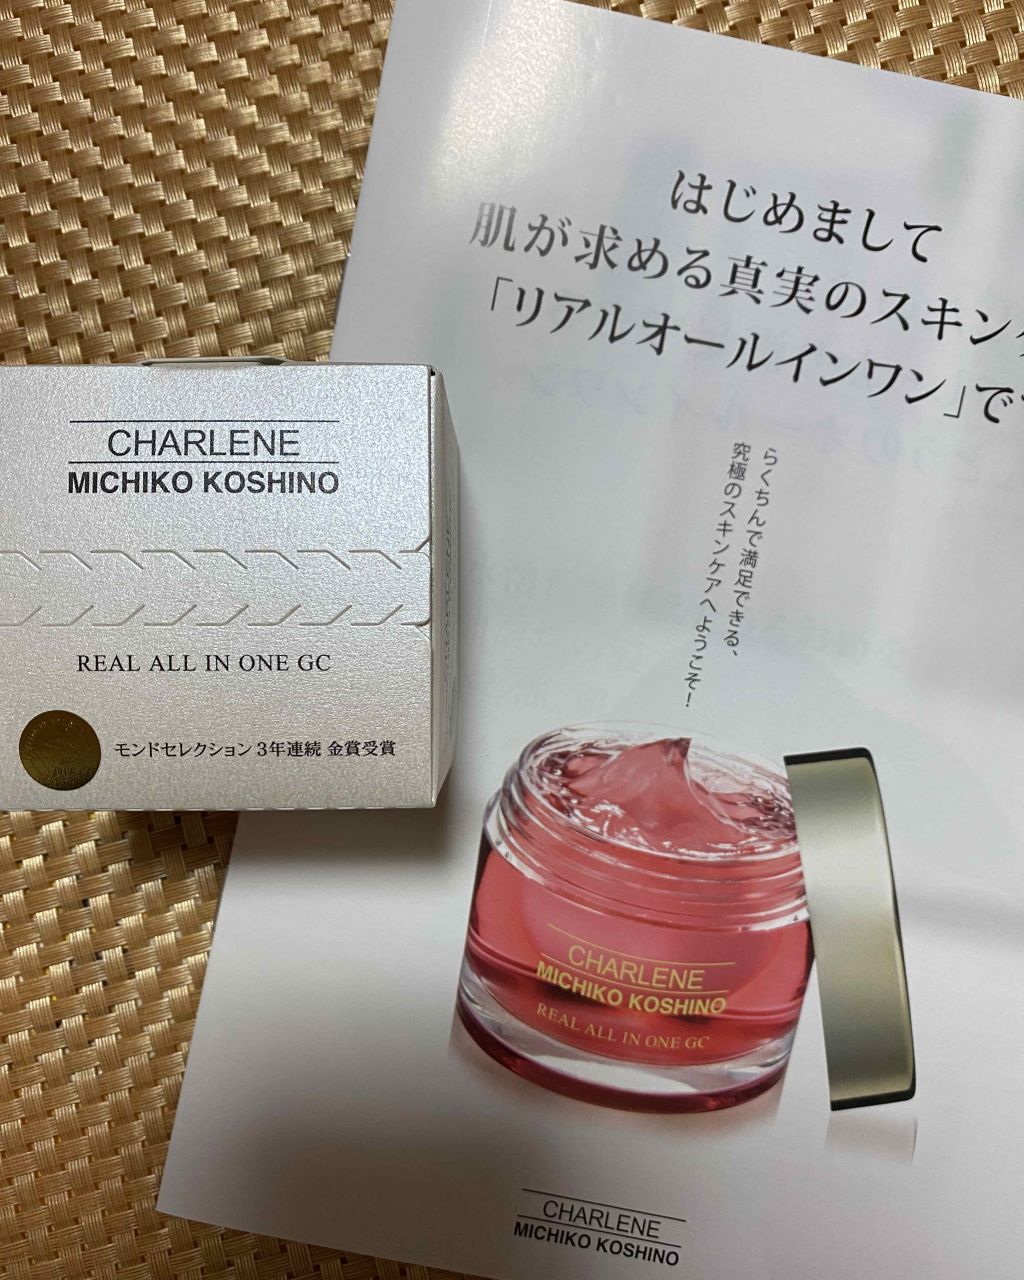 CHARLENE
MICHIKO KOSHINO
REAL ALL IN ONE GC
モンドセレクション 3年連続 金賞受賞
はじめまして
肌が求める真実のスキン
「リアルオールインワン」で
らくちんで満足できる、
究極のスキンケアへようこそ!
CHARLENE
MICHIKO KOSHINO
REAL ALL IN ONE GC
CHARLENE
MICHIKO KOSHINO